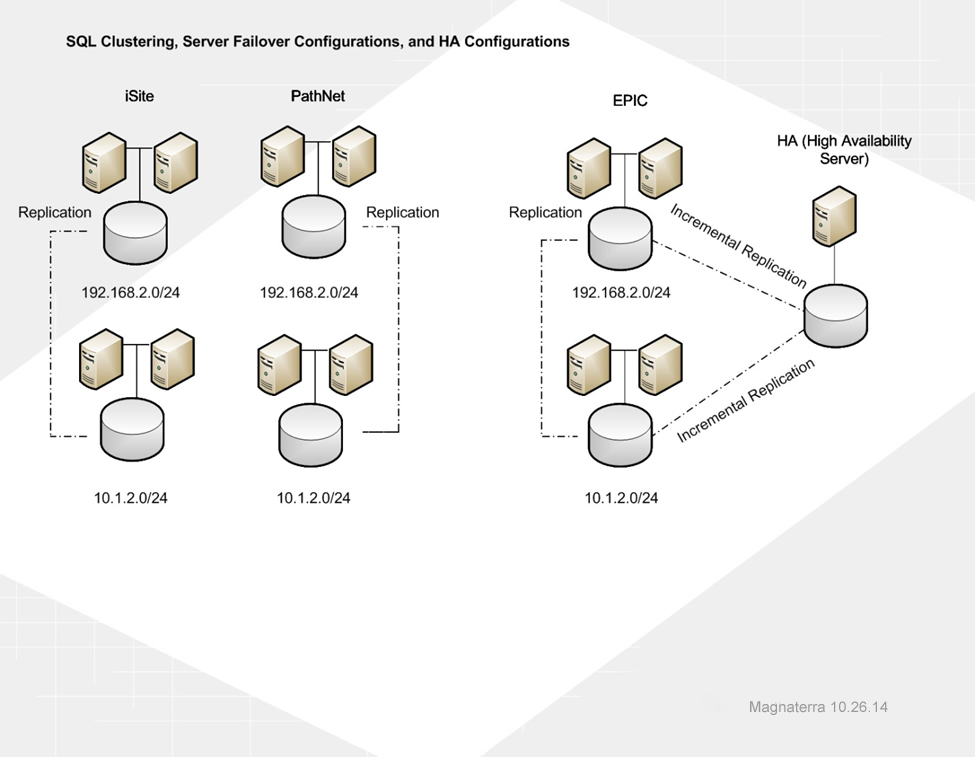 SQL Clustering, Server Failover Configurations, and HA Configurations
iSite
PathNet
EPIC
HA (High Availability
Server)
Replication
Replication
Replication
Incremental Replication
192.168.2.0/24
192.168.2.0/24
192.168.2.0/24
Incremental Replication
10.1.2.0/24
10.1.2.0/24
10.1.2.0/24
Magnaterra 10.26.14